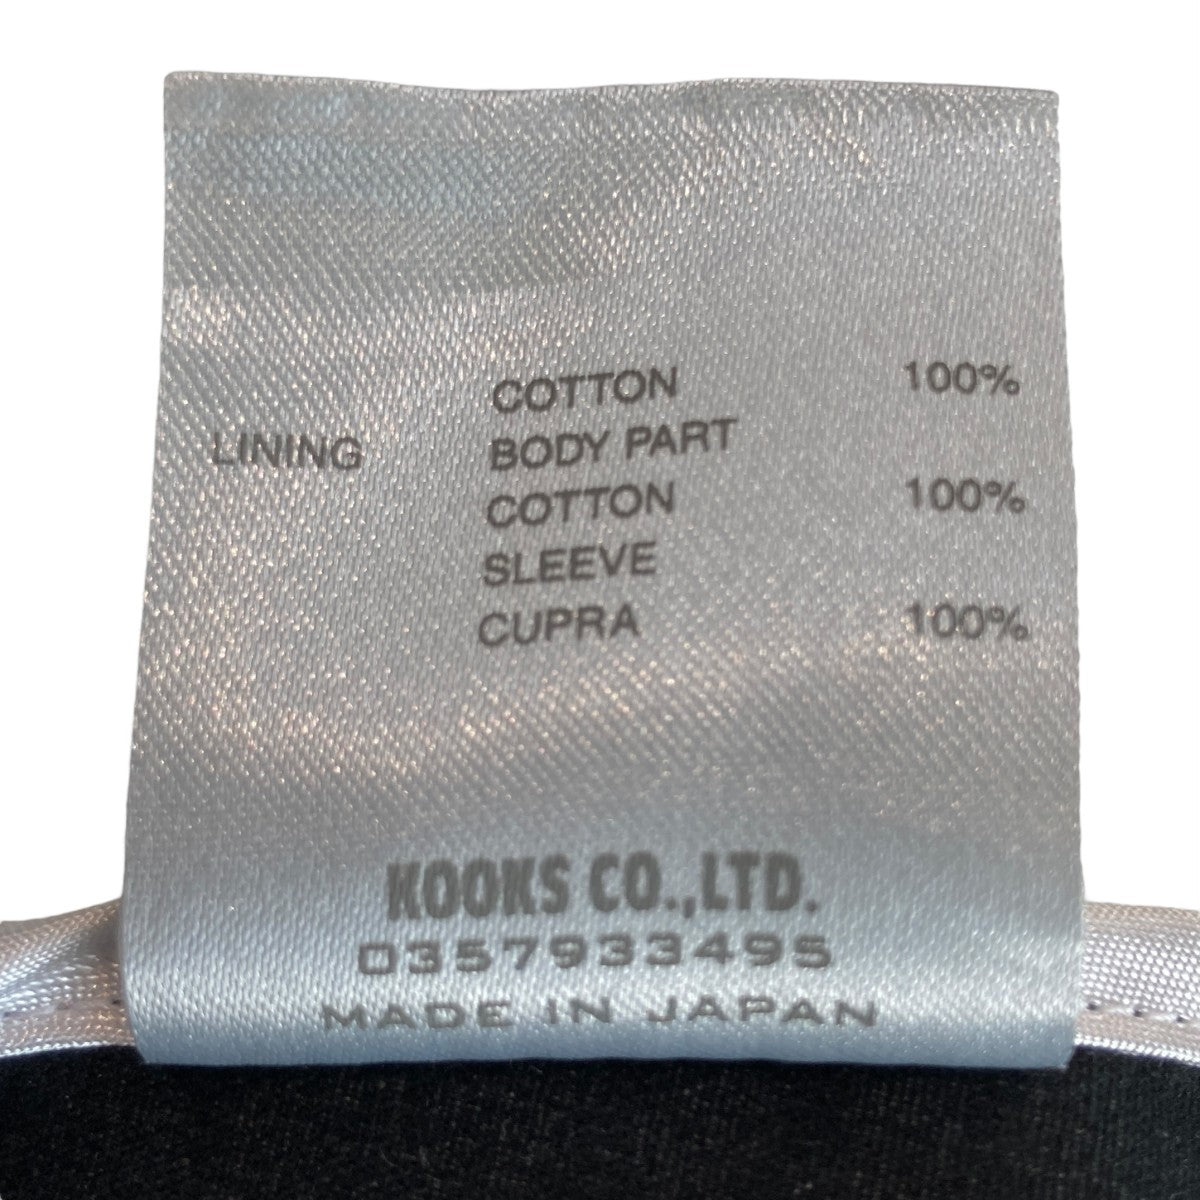 COTTON 100%
LINING BODY PART
COTTON 100%
SLEEVE
CUPRA 100%
KOOKS CO.,LTD.
0357933495
MADE IN JAPAN